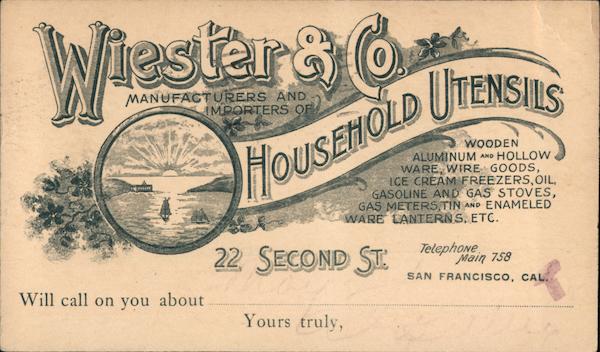 Wiester & Co.
MANUFACTURERS AND
IMPORTERS OF
HOUSEHOLD UTENSILS
WOODEN
ALUMINUM AND HOLLOW
WARE, WIRE GOODS,
ICE CREAM FREEZERS, OIL,
GASOLINE AND GAS STOVES,
GAS METERS, TIN AND ENAMELED
WARE LANTERNS, ETC.
22 SECOND ST.
Telephone
Main 758
SAN FRANCISCO, CAL.
Will call on you about
Yours truly,